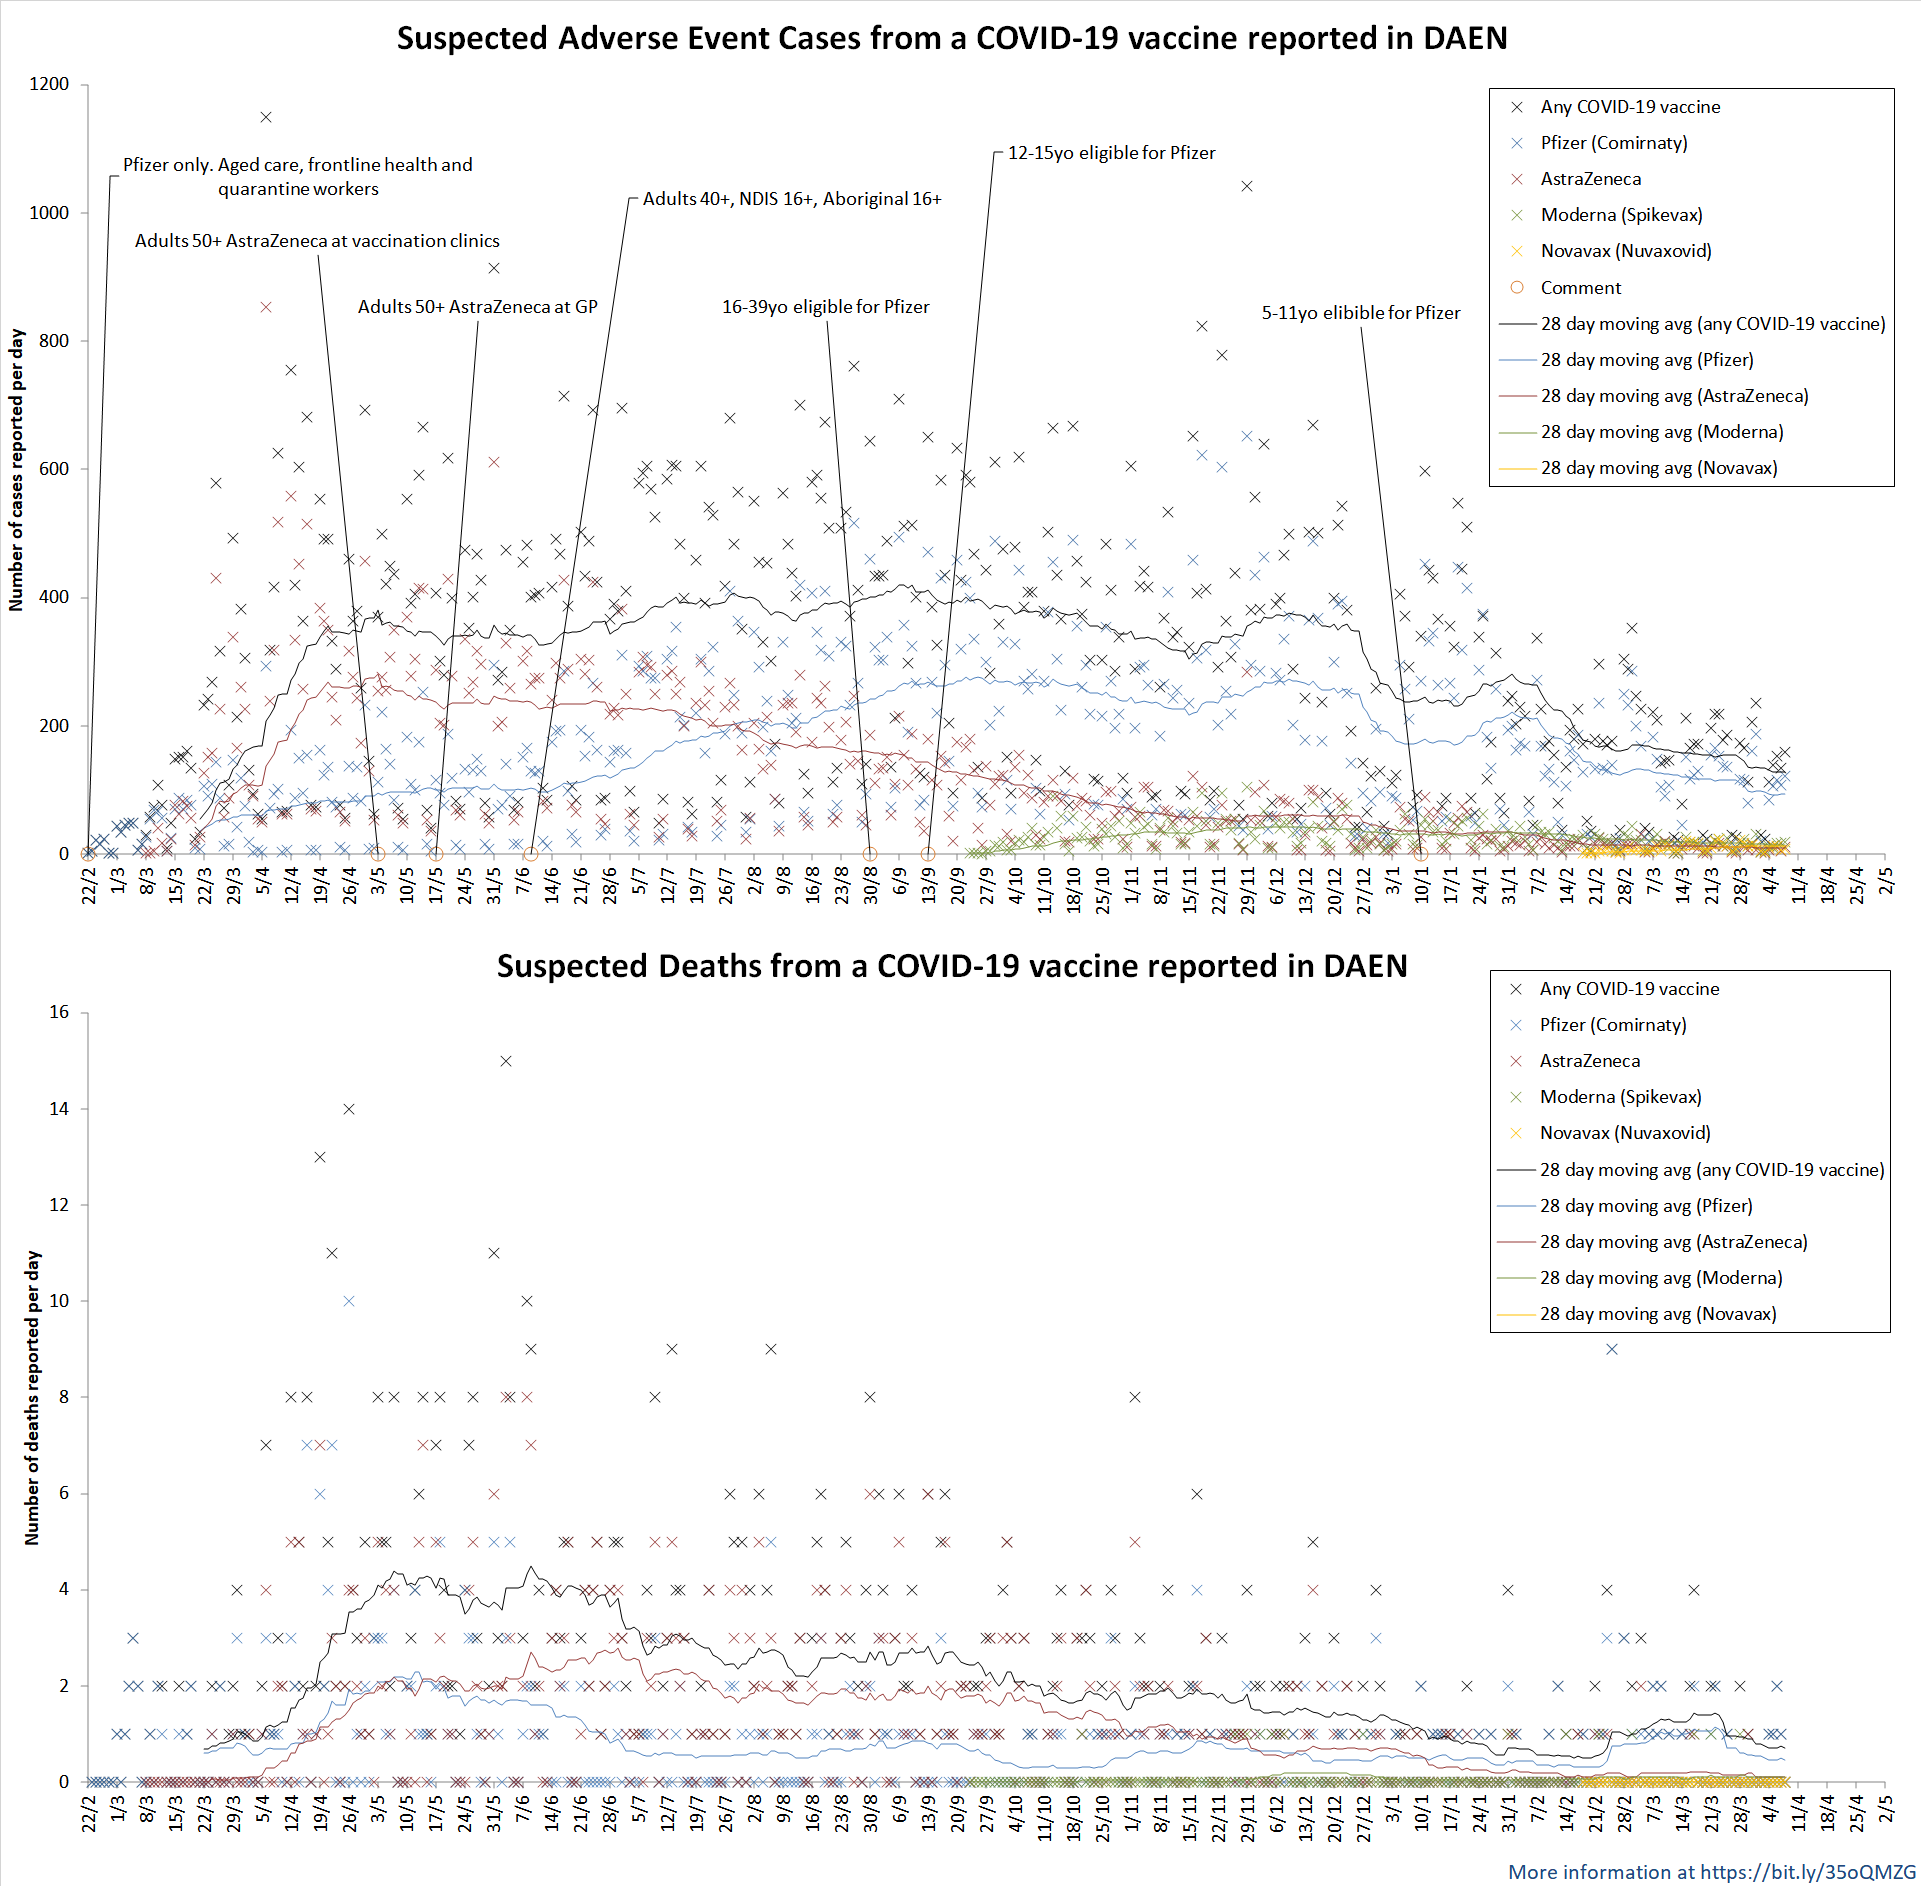 Suspected Adverse Event Cases from a COVID-19 vaccine reported in DAEN
Number of cases reported per day
1200
1000
800
600
400
200
0
Pfizer only. Aged care, frontline health and
quarantine workers
Adults 50+ AstraZeneca at vaccination clinics
Adults 50+ AstraZeneca at GP
Adults 40+, NDIS 16+, Aboriginal 16+
16-39yo eligible for Pfizer
12-15yo eligible for Pfizer
5-11yo elibible for Pfizer
Any COVID-19 vaccine
Pfizer (Comirnaty)
AstraZeneca
Moderna (Spikevax)
Novavax (Nuvaxovid)
Comment
28 day moving avg (any COVID-19 vaccine)
28 day moving avg (Pfizer)
28 day moving avg (AstraZeneca)
28 day moving avg (Moderna)
28 day moving avg (Novavax)
22/2 1/3 8/3 15/3 22/3 29/3 5/4 12/4 19/4 26/4 3/5 10/5 17/5 24/5 31/5 7/6 14/6 21/6 28/6 5/7 12/7 19/7 26/7 2/8 9/8 16/8 23/8 30/8 6/9 13/9 20/9 27/9 4/10 11/10 18/10 25/10 1/11 8/11 15/11 22/11 29/11 6/12 13/12 20/12 27/12 3/1 10/1 17/1 24/1 31/1 7/2 14/2 21/2 28/2 7/3 14/3 21/3 28/3 4/4 11/4 18/4 25/4 2/5
Suspected Deaths from a COVID-19 vaccine reported in DAEN
Number of deaths reported per day
16
14
12
10
8
6
4
2
0
Any COVID-19 vaccine
Pfizer (Comirnaty)
AstraZeneca
Moderna (Spikevax)
Novavax (Nuvaxovid)
28 day moving avg (any COVID-19 vaccine)
28 day moving avg (Pfizer)
28 day moving avg (AstraZeneca)
28 day moving avg (Moderna)
28 day moving avg (Novavax)
22/2 1/3 8/3 15/3 22/3 29/3 5/4 12/4 19/4 26/4 3/5 10/5 17/5 24/5 31/5 7/6 14/6 21/6 28/6 5/7 12/7 19/7 26/7 2/8 9/8 16/8 23/8 30/8 6/9 13/9 20/9 27/9 4/10 11/10 18/10 25/10 1/11 8/11 15/11 22/11 29/11 6/12 13/12 20/12 27/12 3/1 10/1 17/1 24/1 31/1 7/2 14/2 21/2 28/2 7/3 14/3 21/3 28/3 4/4 11/4 18/4 25/4 2/5
More information at https://bit.ly/35oQMZG